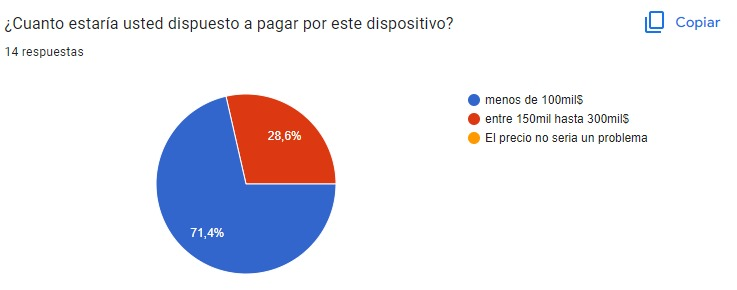 ¿Cuanto estaría usted dispuesto a pagar por este dispositivo?
Copiar
14 respuestas
menos de 100mil$
entre 150mil hasta 300mil$
El precio no seria un problema
28,6%
71,4%